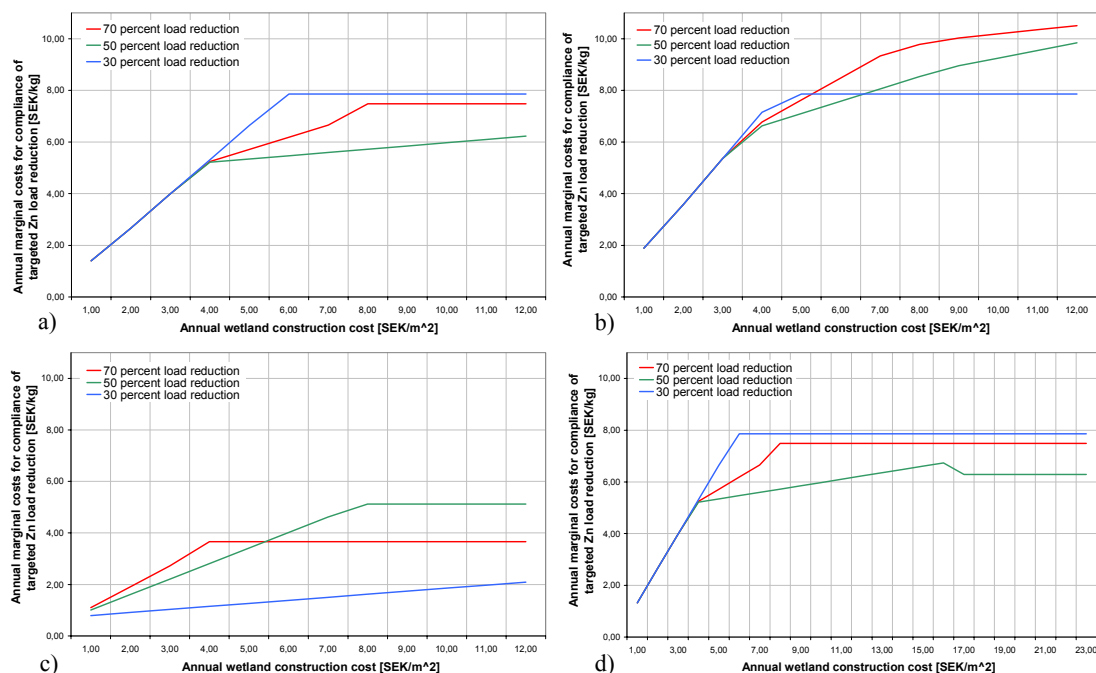 70 percent load reduction
50 percent load reduction
30 percent load reduction
Annual marginal costs for compliance of
targeted Zn load reduction [SEK/kg]
10,00
8,00
6,00
4,00
2,00
0,00
1,00 2,00 3,00 4,00 5,00 6,00 7,00 8,00 9,00 10,00 11,00 12,00
Annual wetland construction cost [SEK/m^2]
a)
70 percent load reduction
50 percent load reduction
30 percent load reduction
Annual marginal costs for compliance of
targeted Zn load reduction [SEK/kg]
10,00
8,00
6,00
4,00
2,00
0,00
1,00 2,00 3,00 4,00 5,00 7,00 8,00 9,00 12,00
Annual wetland construction cost [SEK/m^2]
b)
70 percent load reduction
50 percent load reduction
30 percent load reduction
Annual marginal costs for compliance of
targeted Zn load reduction [SEK/kg]
10,00
8,00
6,00
4,00
2,00
0,00
1,00 2,00 3,00 4,00 5,00 6,00 7,00 8,00 9,00 10,00 11,00 12,00
Annual wetland construction cost [SEK/m^2]
c)
70 percent load reduction
50 percent load reduction
30 percent load reduction
Annual marginal costs for compliance of
targeted Zn load reduction [SEK/kg]
10,00
8,00
6,00
4,00
2,00
0,00
1,00 3,00 5,00 7,00 9,00 11,00 13,00 15,00 17,00 19,00 21,00 23,00
Annual wetland construction cost [SEK/m^2]
d)